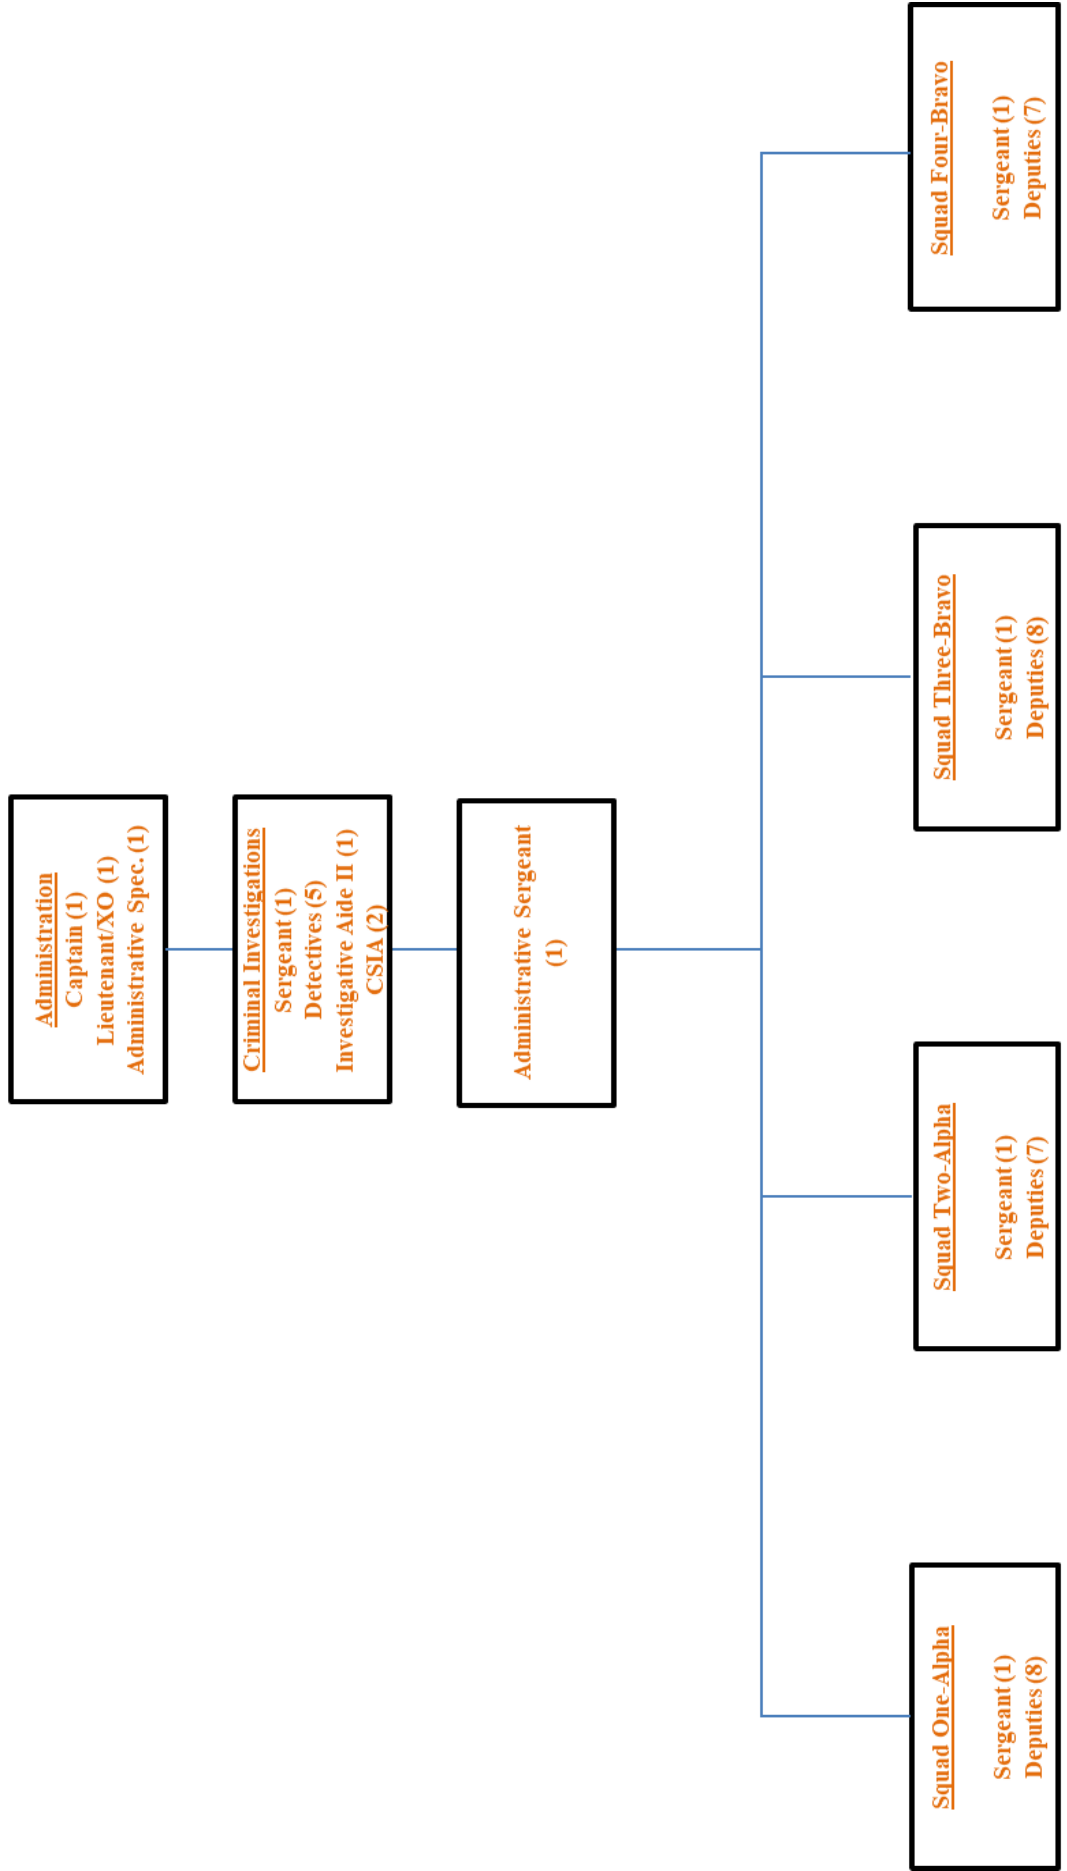 Administration
Captain (1)
Lieutenant/XO (1)
Administrative Spec. (1)
Criminal Investigations
Sergeant (1)
Detectives (5)
Investigative Aide II (1)
CSIA (2)
Administrative Sergeant
(1)
Squad One-Alpha
Sergeant (1)
Deputies (8)
Squad Two-Alpha
Sergeant (1)
Deputies (7)
Squad Three-Bravo
Sergeant (1)
Deputies (8)
Squad Four-Bravo
Sergeant (1)
Deputies (7)